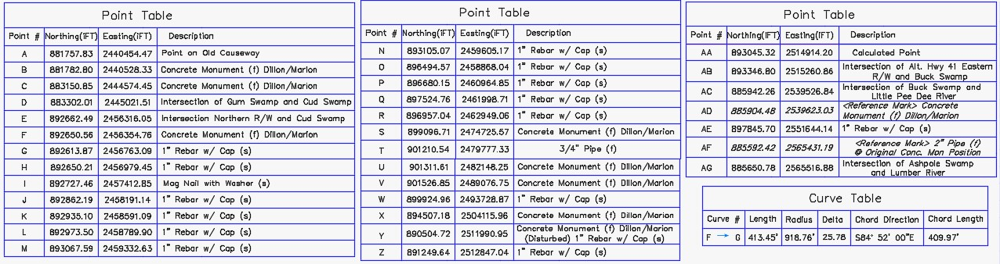 Point Table
Point # Northing(iFT) Easting(iFT) Description
A 881757.83 2440454.47 Point on Old Causeway
B 881782.80 2440528.33 Concrete Monument (f) Dillon/Marion
C 883150.85 2444574.45 Concrete Monument (f) Dillon/Marion
D 883302.01 2445021.51 Intersection of Gum Swamp and Cud Swamp
E 892662.49 2456316.05 Intersection Northern R/W and Cud Swamp
F 892650.56 2456354.76 Concrete Monument (f) Dillon/Marion
G 892613.87 2456763.09 1" Rebar w/ Cap (s)
H 892650.21 2456979.45 1" Rebar w/ Cap (s)
I 892727.46 2457412.85 Mag Nail with Washer (s)
J 892862.19 2458191.14 1" Rebar w/ Cap (s)
K 892935.10 2458591.09 1" Rebar w/ Cap (s)
L 892973.50 2458789.90 1" Rebar w/ Cap (s)
M 893067.59 2459332.63 1" Rebar w/ Cap (s)
Point Table
Point # Northing(iFT) Easting(iFT) Description
N 893105.07 2459605.17 1" Rebar w/ Cap (s)
O 896494.57 2458868.04 1" Rebar w/ Cap (s)
P 896680.15 2460964.85 1" Rebar w/ Cap (s)
Q 897524.76 2461998.71 1" Rebar w/ Cap (s)
R 896957.04 2462949.06 1" Rebar w/ Cap (s)
S 899096.71 2474725.57 Concrete Monument (f) Dillon/Marion
T 901210.54 2479777.33 3/4" Pipe (f)
U 901311.61 2482148.25 Concrete Monument (f) Dillon/Marion
V 901526.85 2489076.75 Concrete Monument (f) Dillon/Marion
W 899924.96 2493728.87 1" Rebar w/ Cap (s)
X 894507.18 2504115.96 Concrete Monument (f) Dillon/Marion
Y 890504.72 2511990.95 Concrete Monument (f) Dillon/Marion
(Disturbed) 1" Rebar w/ Cap (s)
Z 891249.64 2512847.04 1" Rebar w/ Cap (s)
Point Table
Point # Northing(iFT) Easting(iFT) Description
AA 893045.32 2514914.20 Calculated Point
AB 893346.80 2515260.86 Intersection of Alt. Hwy 41 Eastern
R/W and Buck Swamp
AC 885942.26 2539526.84 Intersection of Buck Swamp and
Little Pee Dee River
AD 885904.48 2539623.03 <Reference Mark> Concrete
Monument (f) Dillon/Marion
AE 897845.70 2551644.14 1" Rebar w/ Cap (s)
AF 885592.42 2565431.19 <Reference Mark> 2" Pipe (f)
@ Original Conc. Mon Position
AG 885650.78 2565516.88 Intersection of Ashpole Swamp
and Lumber River
Curve Table
Curve # Length Radius Delta Chord Direction Chord Length
F → G 413.45' 918.76' 25.78 S84° 52' 00"E 409.97'